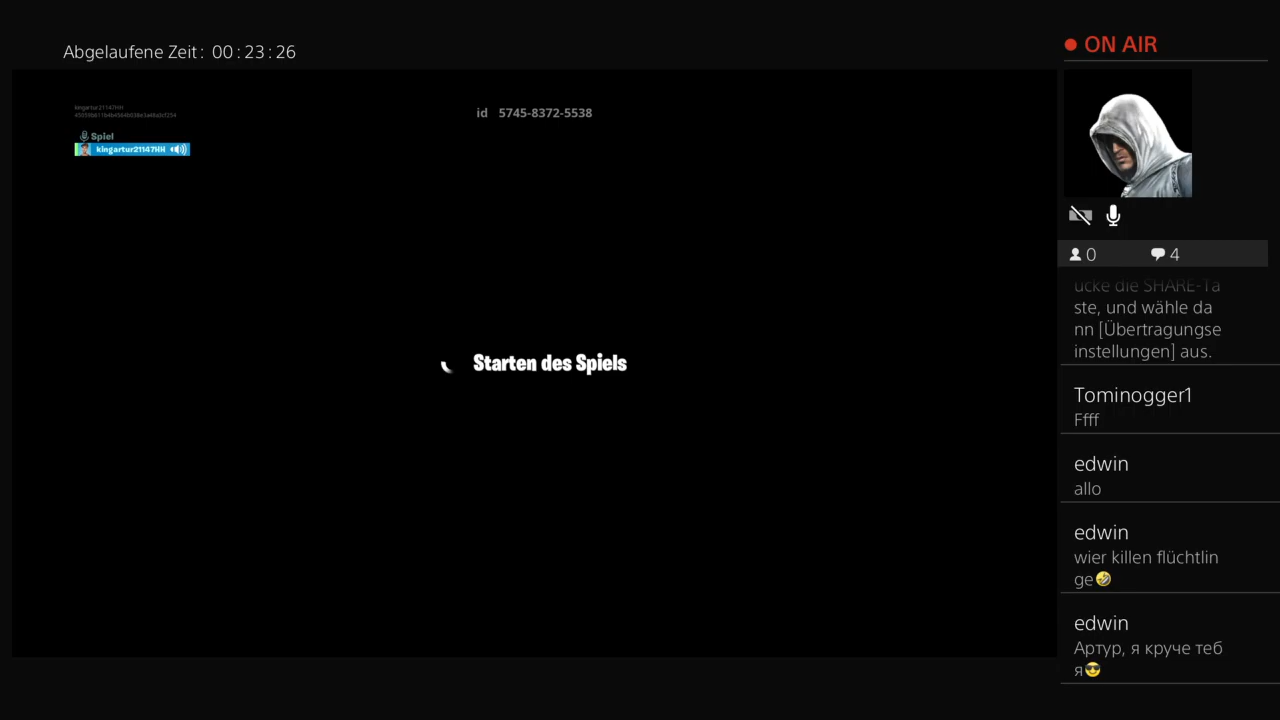 Abgelaufene Zeit: 00:23:26
ON AIR
kingartur21147HH
id 5745-8372-5538
Spiel
kingartur21147HH
0
4
ucke die SHARE-Ta
ste, und wähle da
nn [Übertragungse
instellungen] aus.
Starten des Spiels
Tominogger1
Ffff
edwin
allo
edwin
wier killen flüchtlin
ge🤣
edwin
Артур, я круче теб
я😎